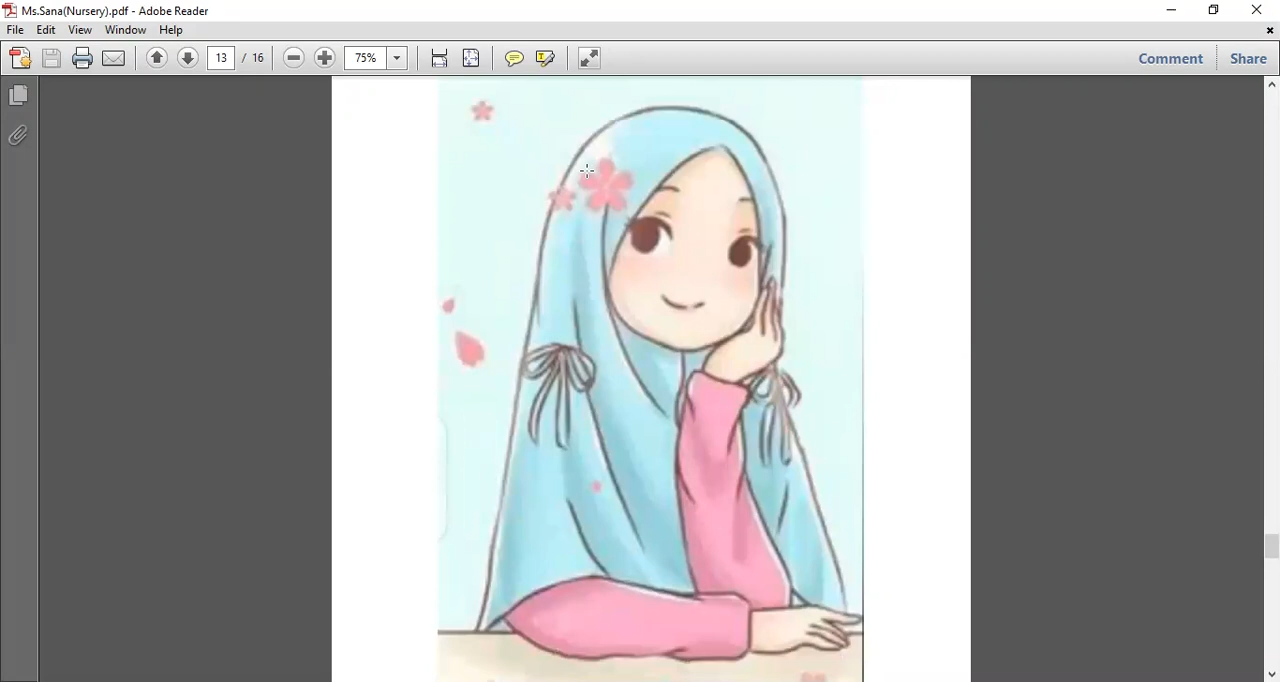 Ms.Sana(Nursery).pdf - Adobe Reader
File Edit View Window Help
13 / 16 75% Comment Share